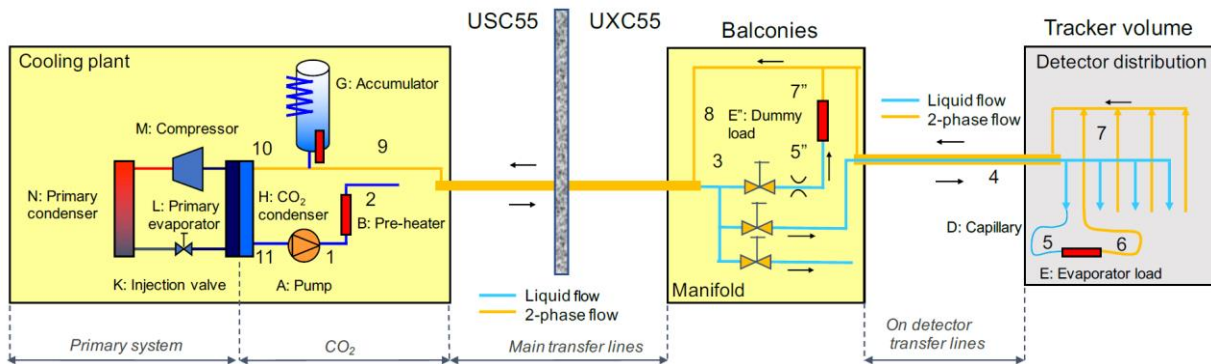 USC55
UXC55
Balconies
Tracker volume
Cooling plant
Detector distribution
G: Accumulator
M: Compressor
10
9
N: Primary
condenser
L: Primary
evaporator
H: CO2
condenser
2
B: Pre-heater
11
1
K: Injection valve
A: Pump
Liquid flow
2-phase flow
8
7”
E”: Dummy
load
3
5”
Manifold
Liquid flow
2-phase flow
4
7
D: Capillary
5
6
E: Evaporator load
Primary system
CO2
Main transfer lines
On detector
transfer lines